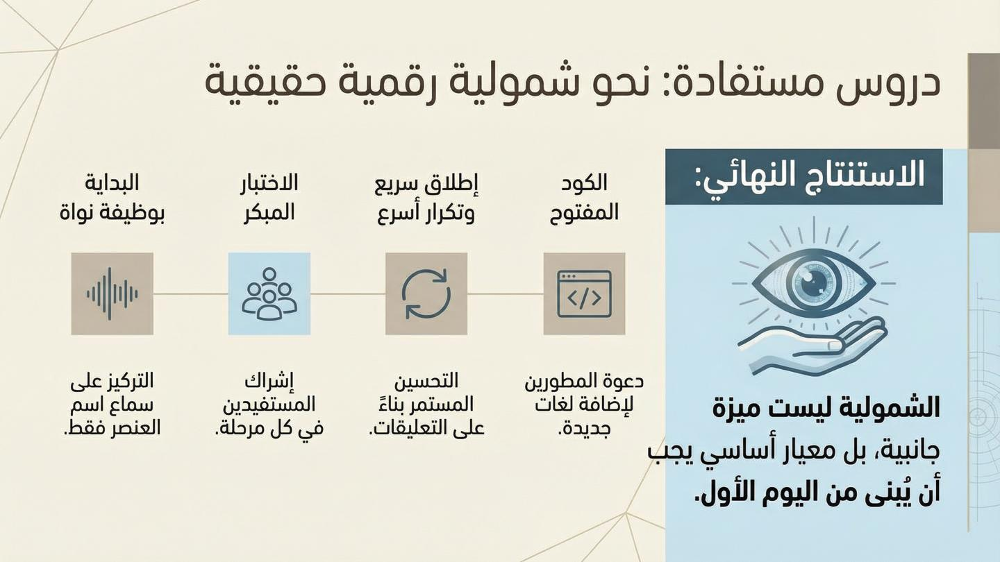 دروس مستفادة: نحو شمولية رقمية حقيقية
الاستنتاج النهائي:
الشمولية ليست ميزة
جانبية، بل معيار أساسي يجب
أن يُبنى من اليوم الأول.
الكود
المفتوح
دعوة المطورين
لإضافة لغات
جديدة.
إطلاق سريع
وتكرار أسرع
التحسين
المستمر بناءً
على التعليقات.
الاختبار
المبكر
إشراك
المستفيدين
في كل مرحلة.
البداية
بوظيفة نواة
التركيز على
سماع اسم
العنصر فقط.